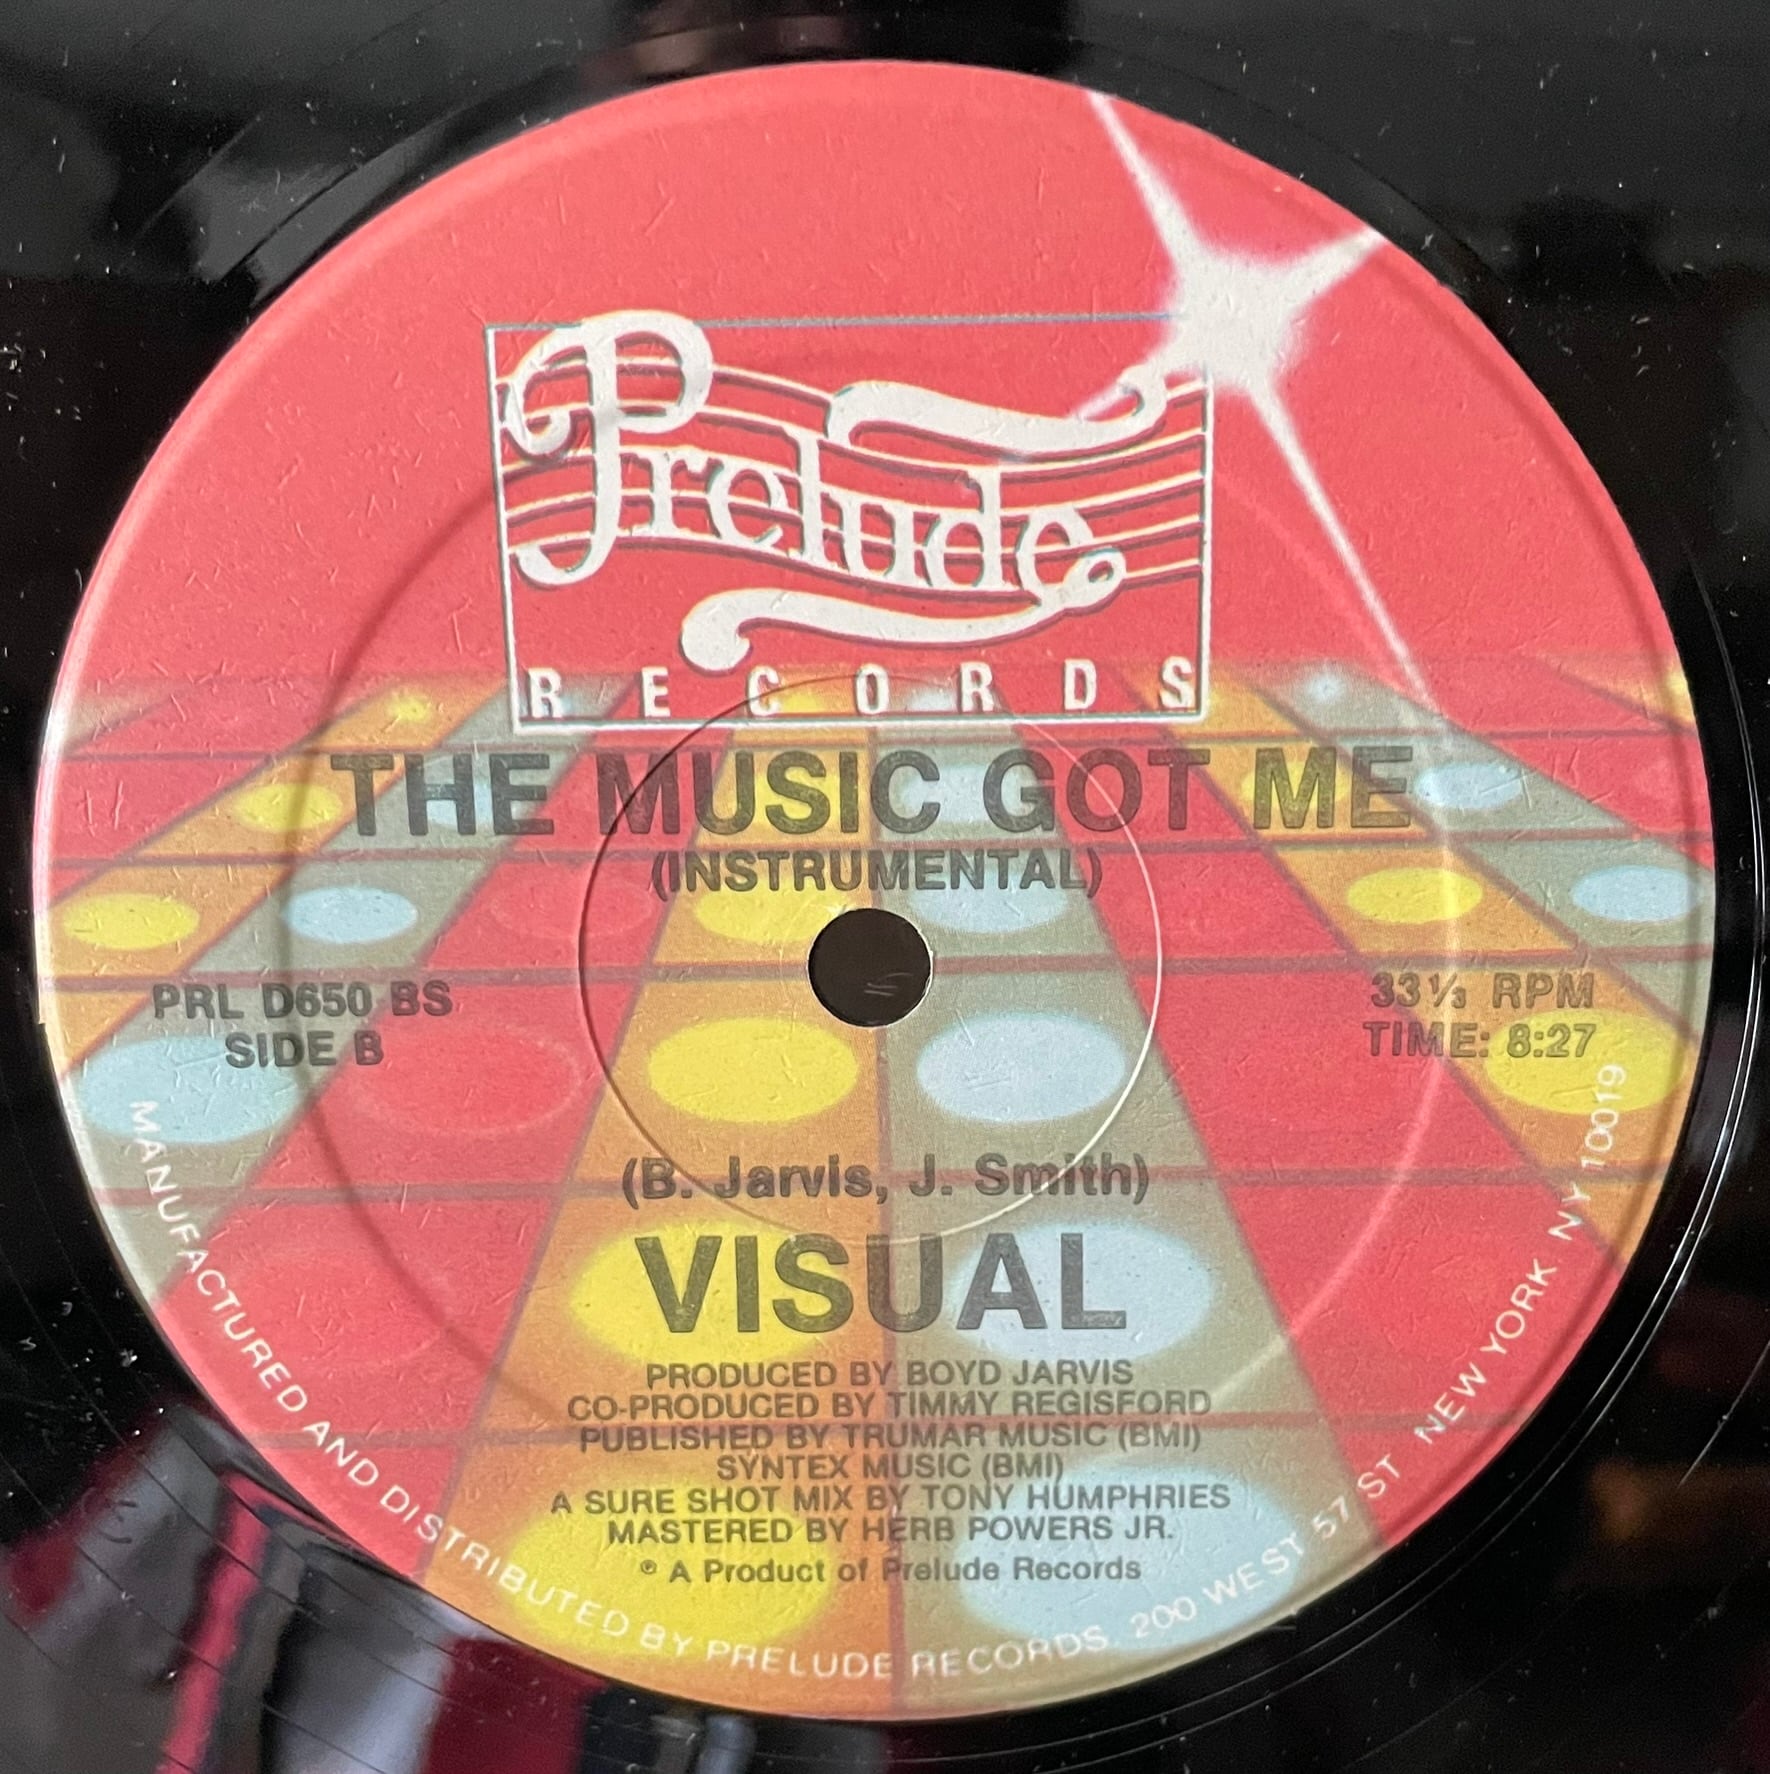 Prelude
RECORDS
THE MUSIC GOT ME
(INSTRUMENTAL)
PRL D650 BS
SIDE B
33⅓ RPM
TIME: 8:27
(B. Jarvis, J. Smith)
VISUAL
PRODUCED BY BOYD JARVIS
CO-PRODUCED BY TIMMY REGISFORD
PUBLISHED BY TRUMAR MUSIC (BMI)
SYNTEX MUSIC (BMI)
A SURE SHOT MIX BY TONY HUMPHRIES
MASTERED BY HERB POWERS JR.
℗ A Product of Prelude Records
MANUFACTURED AND DISTRIBUTED BY PRELUDE RECORDS. 200 WEST 57 ST NEW YORK NY 10019